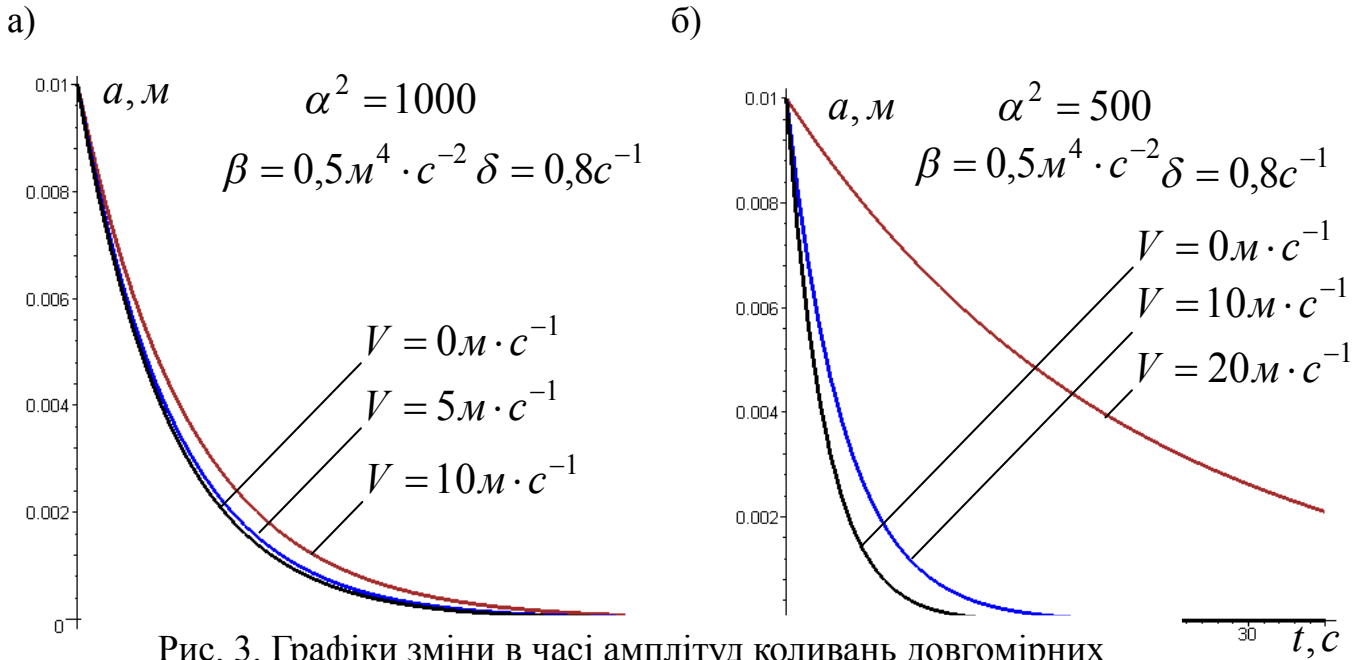 а)
0.01
0.008
0.006
0.004
0.002
0
a, м
α² = 1000
β = 0,5м⁴ · с⁻² δ = 0,8с⁻¹
V = 0м · с⁻¹
V = 5м · с⁻¹
V = 10м · с⁻¹
б)
0.01
0.008
0.006
0.004
0.002
a, м
α² = 500
β = 0,5м⁴ · с⁻² δ = 0,8с⁻¹
V = 0м · с⁻¹
V = 10м · с⁻¹
V = 20м · с⁻¹
30
t, с
Рис. 3. Графіки зміни в часі амплітуд коливань довгомірних